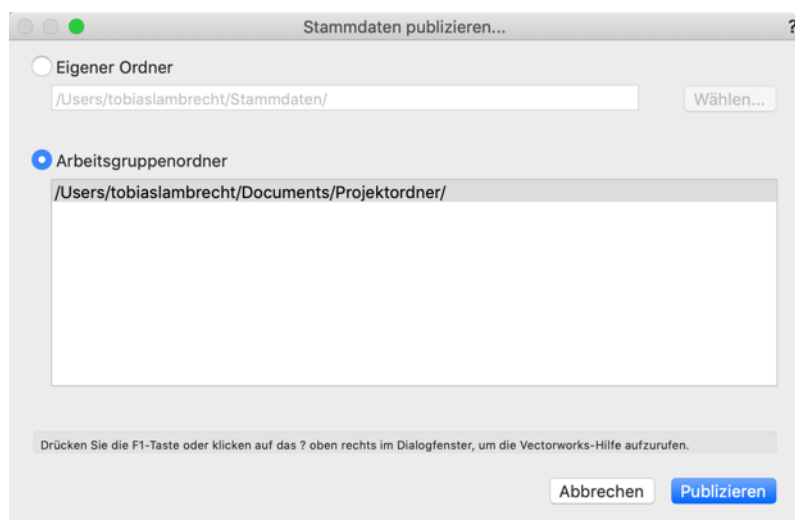 Stammdaten publizieren... ?
Eigener Ordner
/Users/tobiaslambrecht/Stammdaten/ Wählen...
Arbeitsgruppenordner
/Users/tobiaslambrecht/Documents/Projektordner/
Drücken Sie die F1-Taste oder klicken auf das ? oben rechts im Dialogfenster, um die Vectorworks-Hilfe aufzurufen.
Abbrechen Publizieren